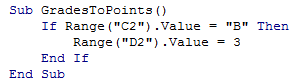 Sub GradesToPoints()
    If Range("C2").Value = "B" Then
        Range("D2").Value = 3
    End If
End Sub